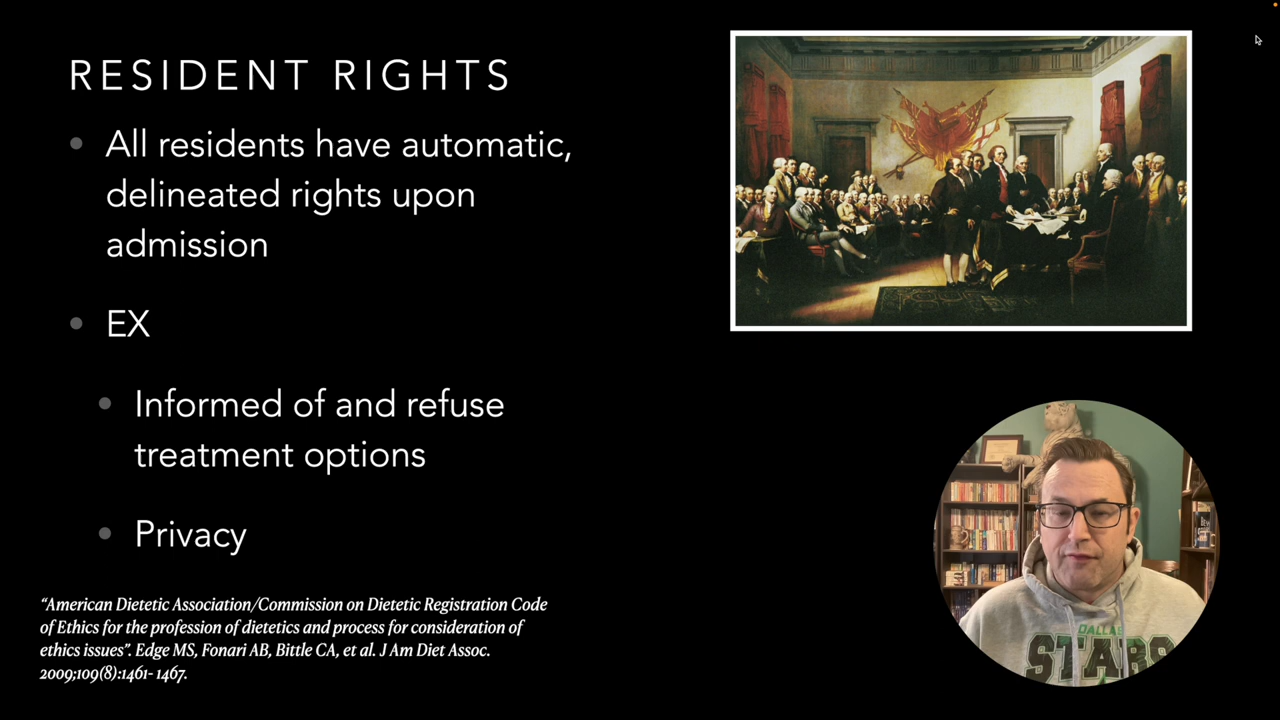 RESIDENT RIGHTS
All residents have automatic,
delineated rights upon
admission
EX
Informed of and refuse
treatment options
Privacy
“American Dietetic Association/Commission on Dietetic Registration Code
of Ethics for the profession of dietetics and process for consideration of
ethics issues”. Edge MS, Fonari AB, Bittle CA, et al. J Am Diet Assoc.
2009;109(8):1461- 1467.
DALLAS
STARS